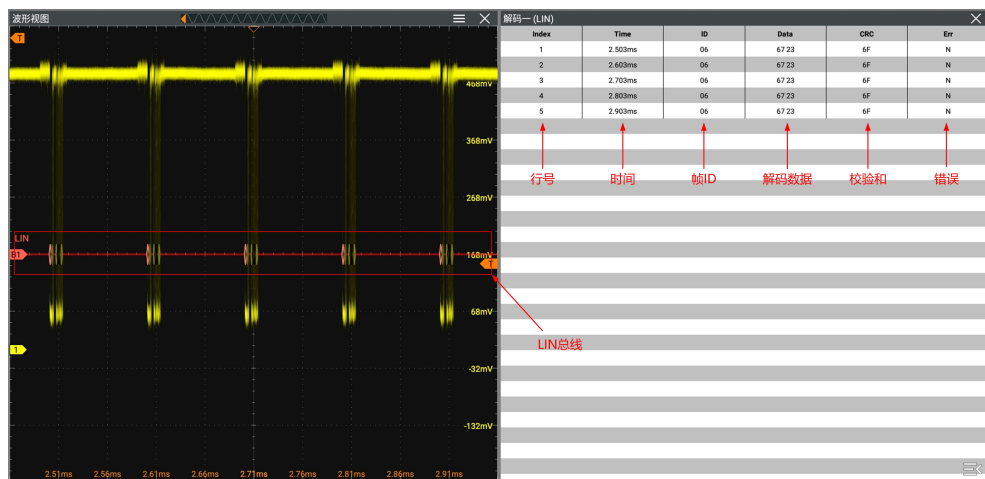 波形视图
解码一 (LIN)
T
Index Time ID Data CRC Err
1 2.503ms 06 67 23 6F N
2 2.603ms 06 67 23 6F N
3 2.703ms 06 67 23 6F N
4 2.803ms 06 67 23 6F N
5 2.903ms 06 67 23 6F N
468mV
368mV
行号 时间 帧ID 解码数据 校验和 错误
268mV
LIN
B1
168mV
T
68mV
LIN总线
1
-32mV
-132mV
2.51ms 2.56ms 2.61ms 2.66ms 2.71ms 2.76ms 2.81ms 2.86ms 2.91ms